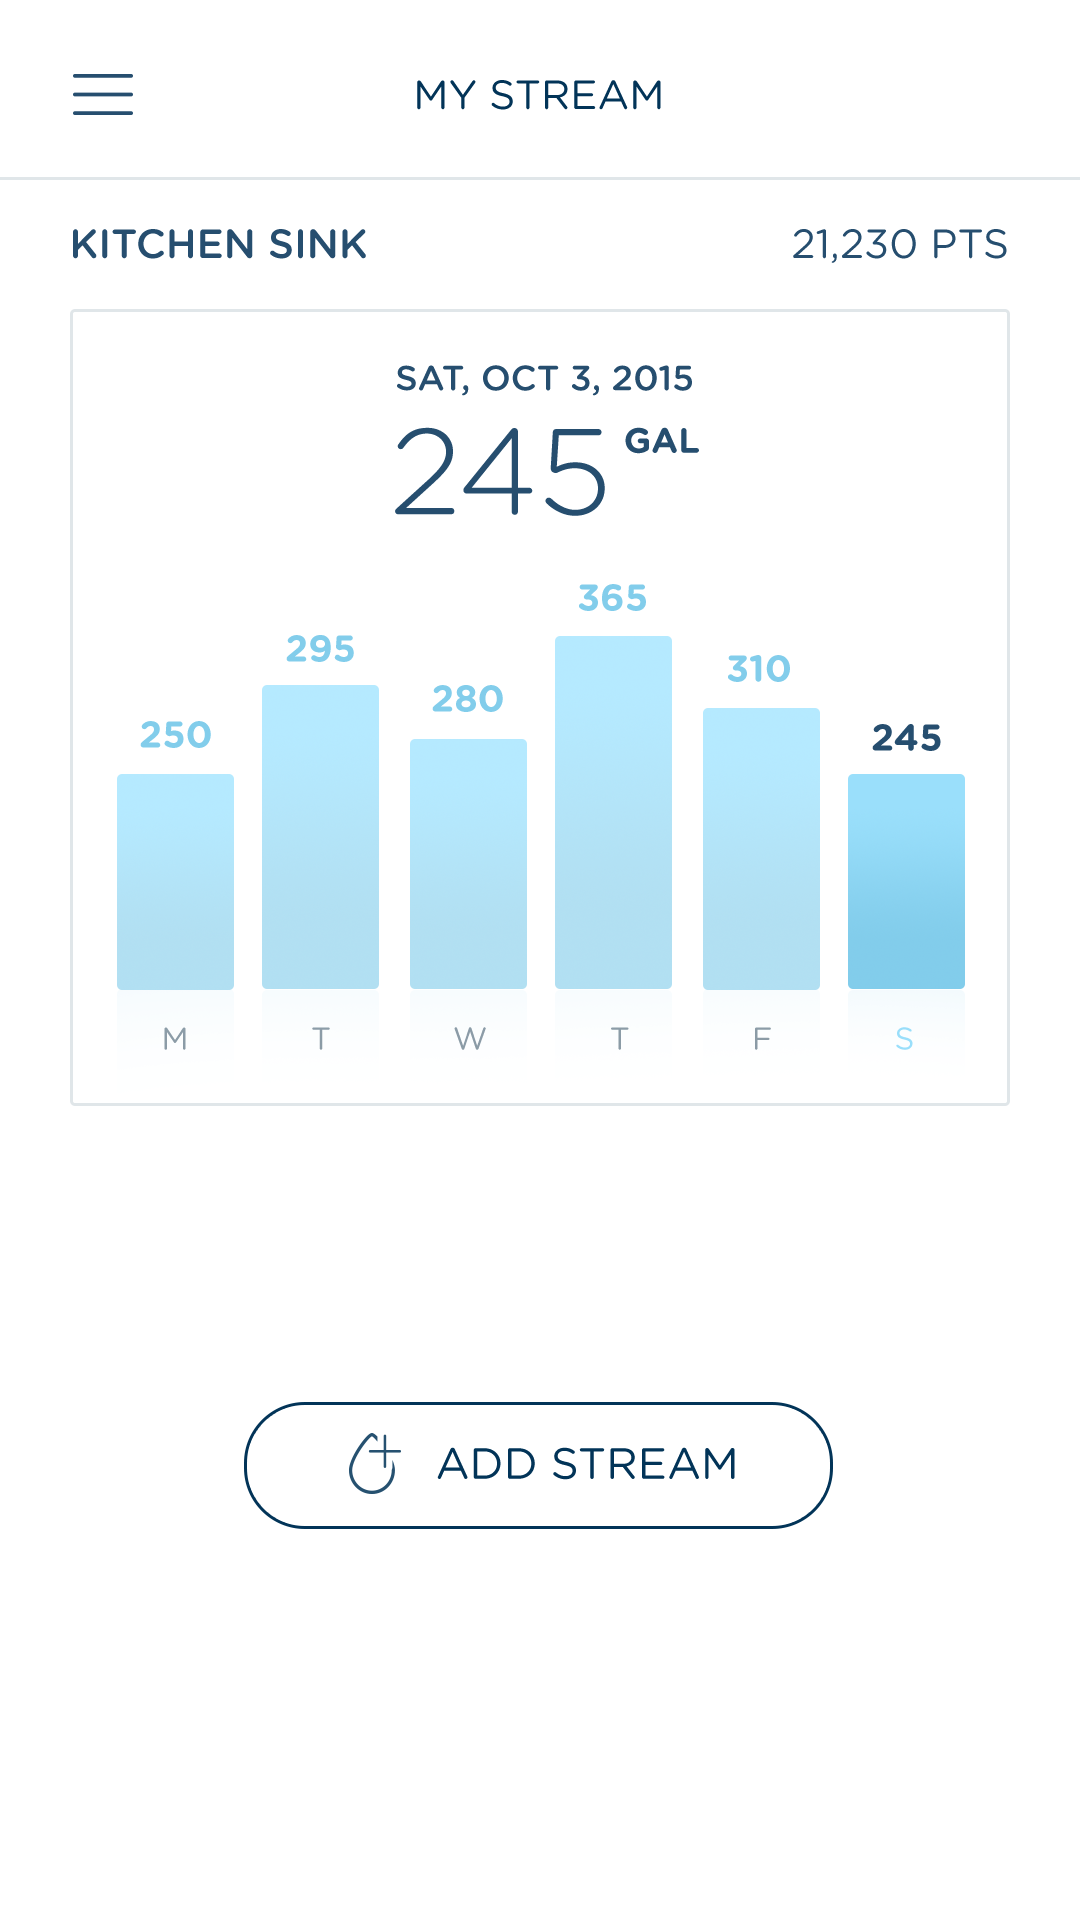 MY STREAM
KITCHEN SINK 21,230 PTS
SAT, OCT 3, 2015
245 GAL
250 295 280 365 310 245
M T W T F S
ADD STREAM